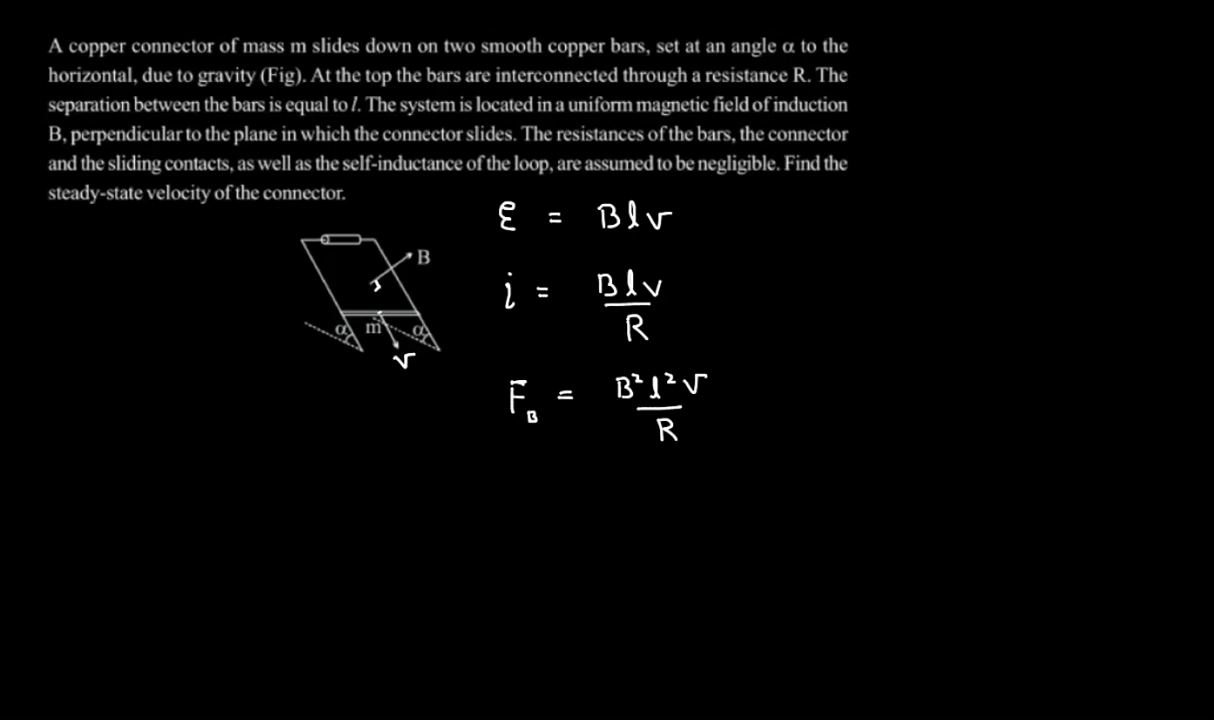 A copper connector of mass m slides down on two smooth copper bars, set at an angle α to the
horizontal, due to gravity (Fig). At the top the bars are interconnected through a resistance R. The
separation between the bars is equal to l. The system is located in a uniform magnetic field of induction
B, perpendicular to the plane in which the connector slides. The resistances of the bars, the connector
and the sliding contacts, as well as the self-inductance of the loop, are assumed to be negligible. Find the
steady-state velocity of the connector.
ℰ = Blv
B
i = Blv/R
α m α
v
F_B = B²l²v/R